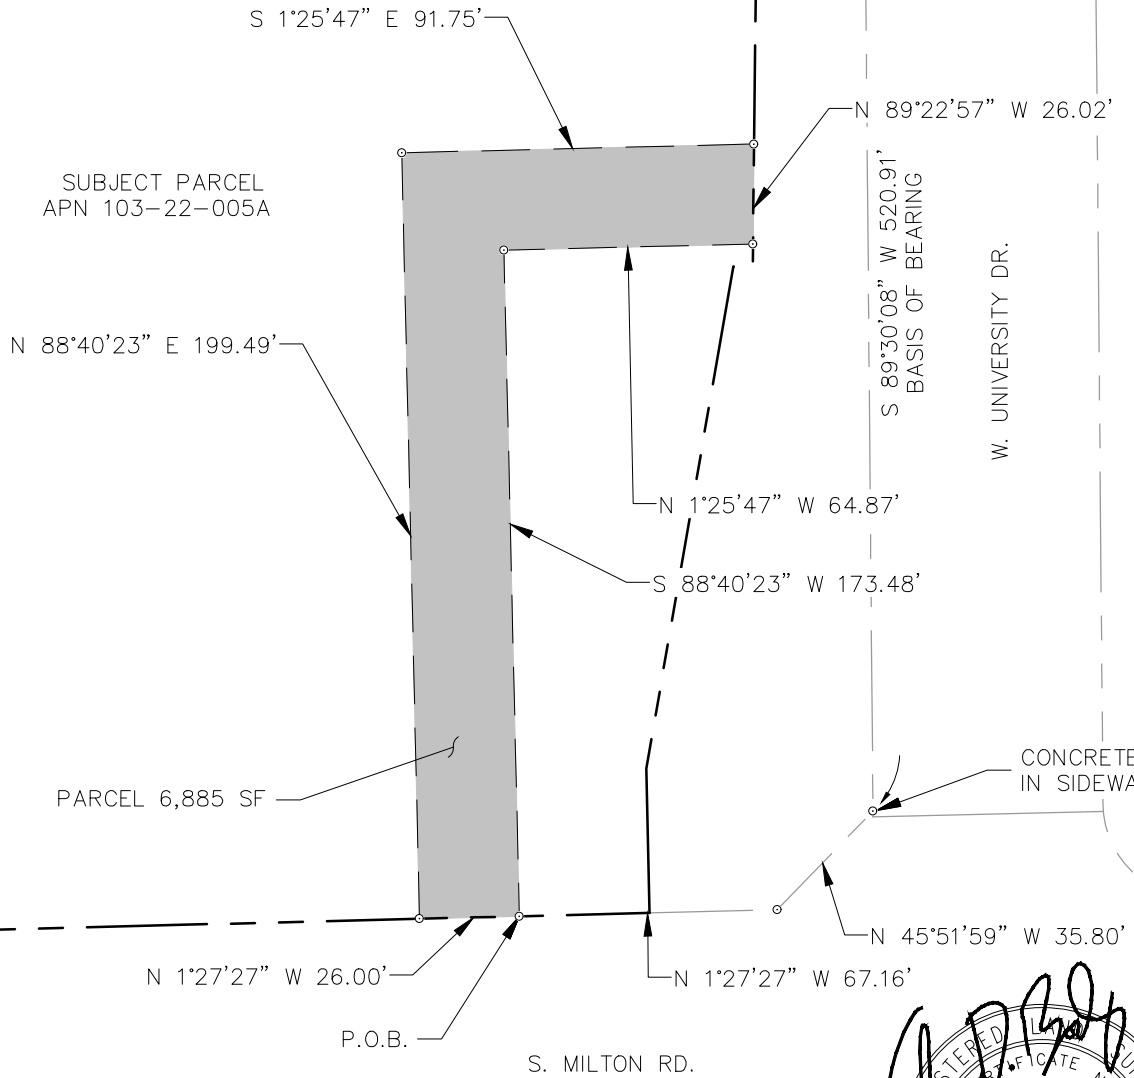 S 1°25'47" E 91.75'
N 89°22'57" W 26.02'
SUBJECT PARCEL
APN 103-22-005A
S 89°30'08" W 520.91'
BASIS OF BEARING
W. UNIVERSITY DR.
N 88°40'23" E 199.49'
N 1°25'47" W 64.87'
S 88°40'23" W 173.48'
CONCRETE
IN SIDEWA
PARCEL 6,885 SF
N 45°51'59" W 35.80'
N 1°27'27" W 26.00'
N 1°27'27" W 67.16'
P.O.B.
S. MILTON RD.